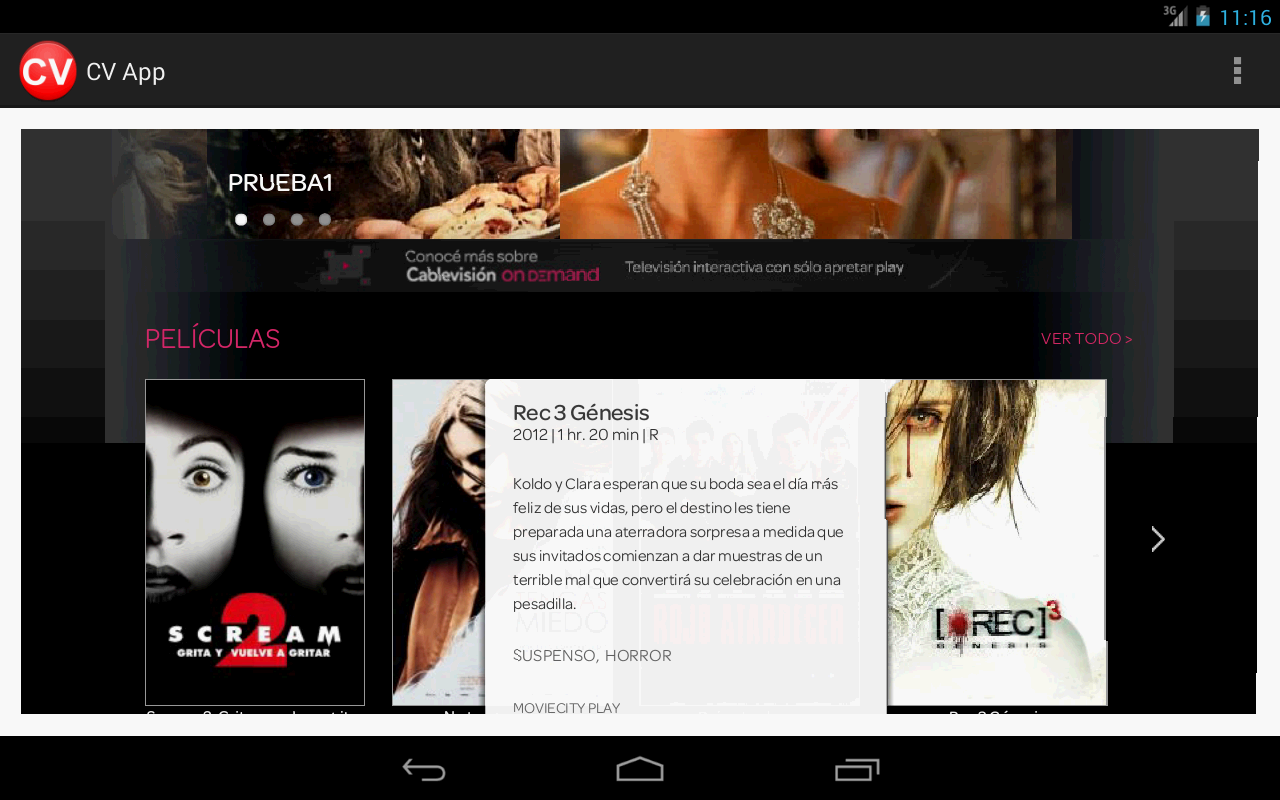 3G
11:16
CV
CV App
PRUEBA1
Conocé más sobre
Cablevisión on DEMAND
Televisión interactiva con sólo apretar play
PELÍCULAS
VER TODO >
Rec 3 Génesis
2012 | 1 hr. 20 min | R
Koldo y Clara esperan que su boda sea el día más
feliz de sus vidas, pero el destino les tiene
preparada una aterradora sorpresa a medida que
sus invitados comienzan a dar muestras de un
terrible mal que convertirá su celebración en una
pesadilla.
SUSPENSO, HORROR
MOVIECITY PLAY
SCREAM
2
GRITA Y VUELVE A GRITAR
MIEDO
[REC]3
GENESIS